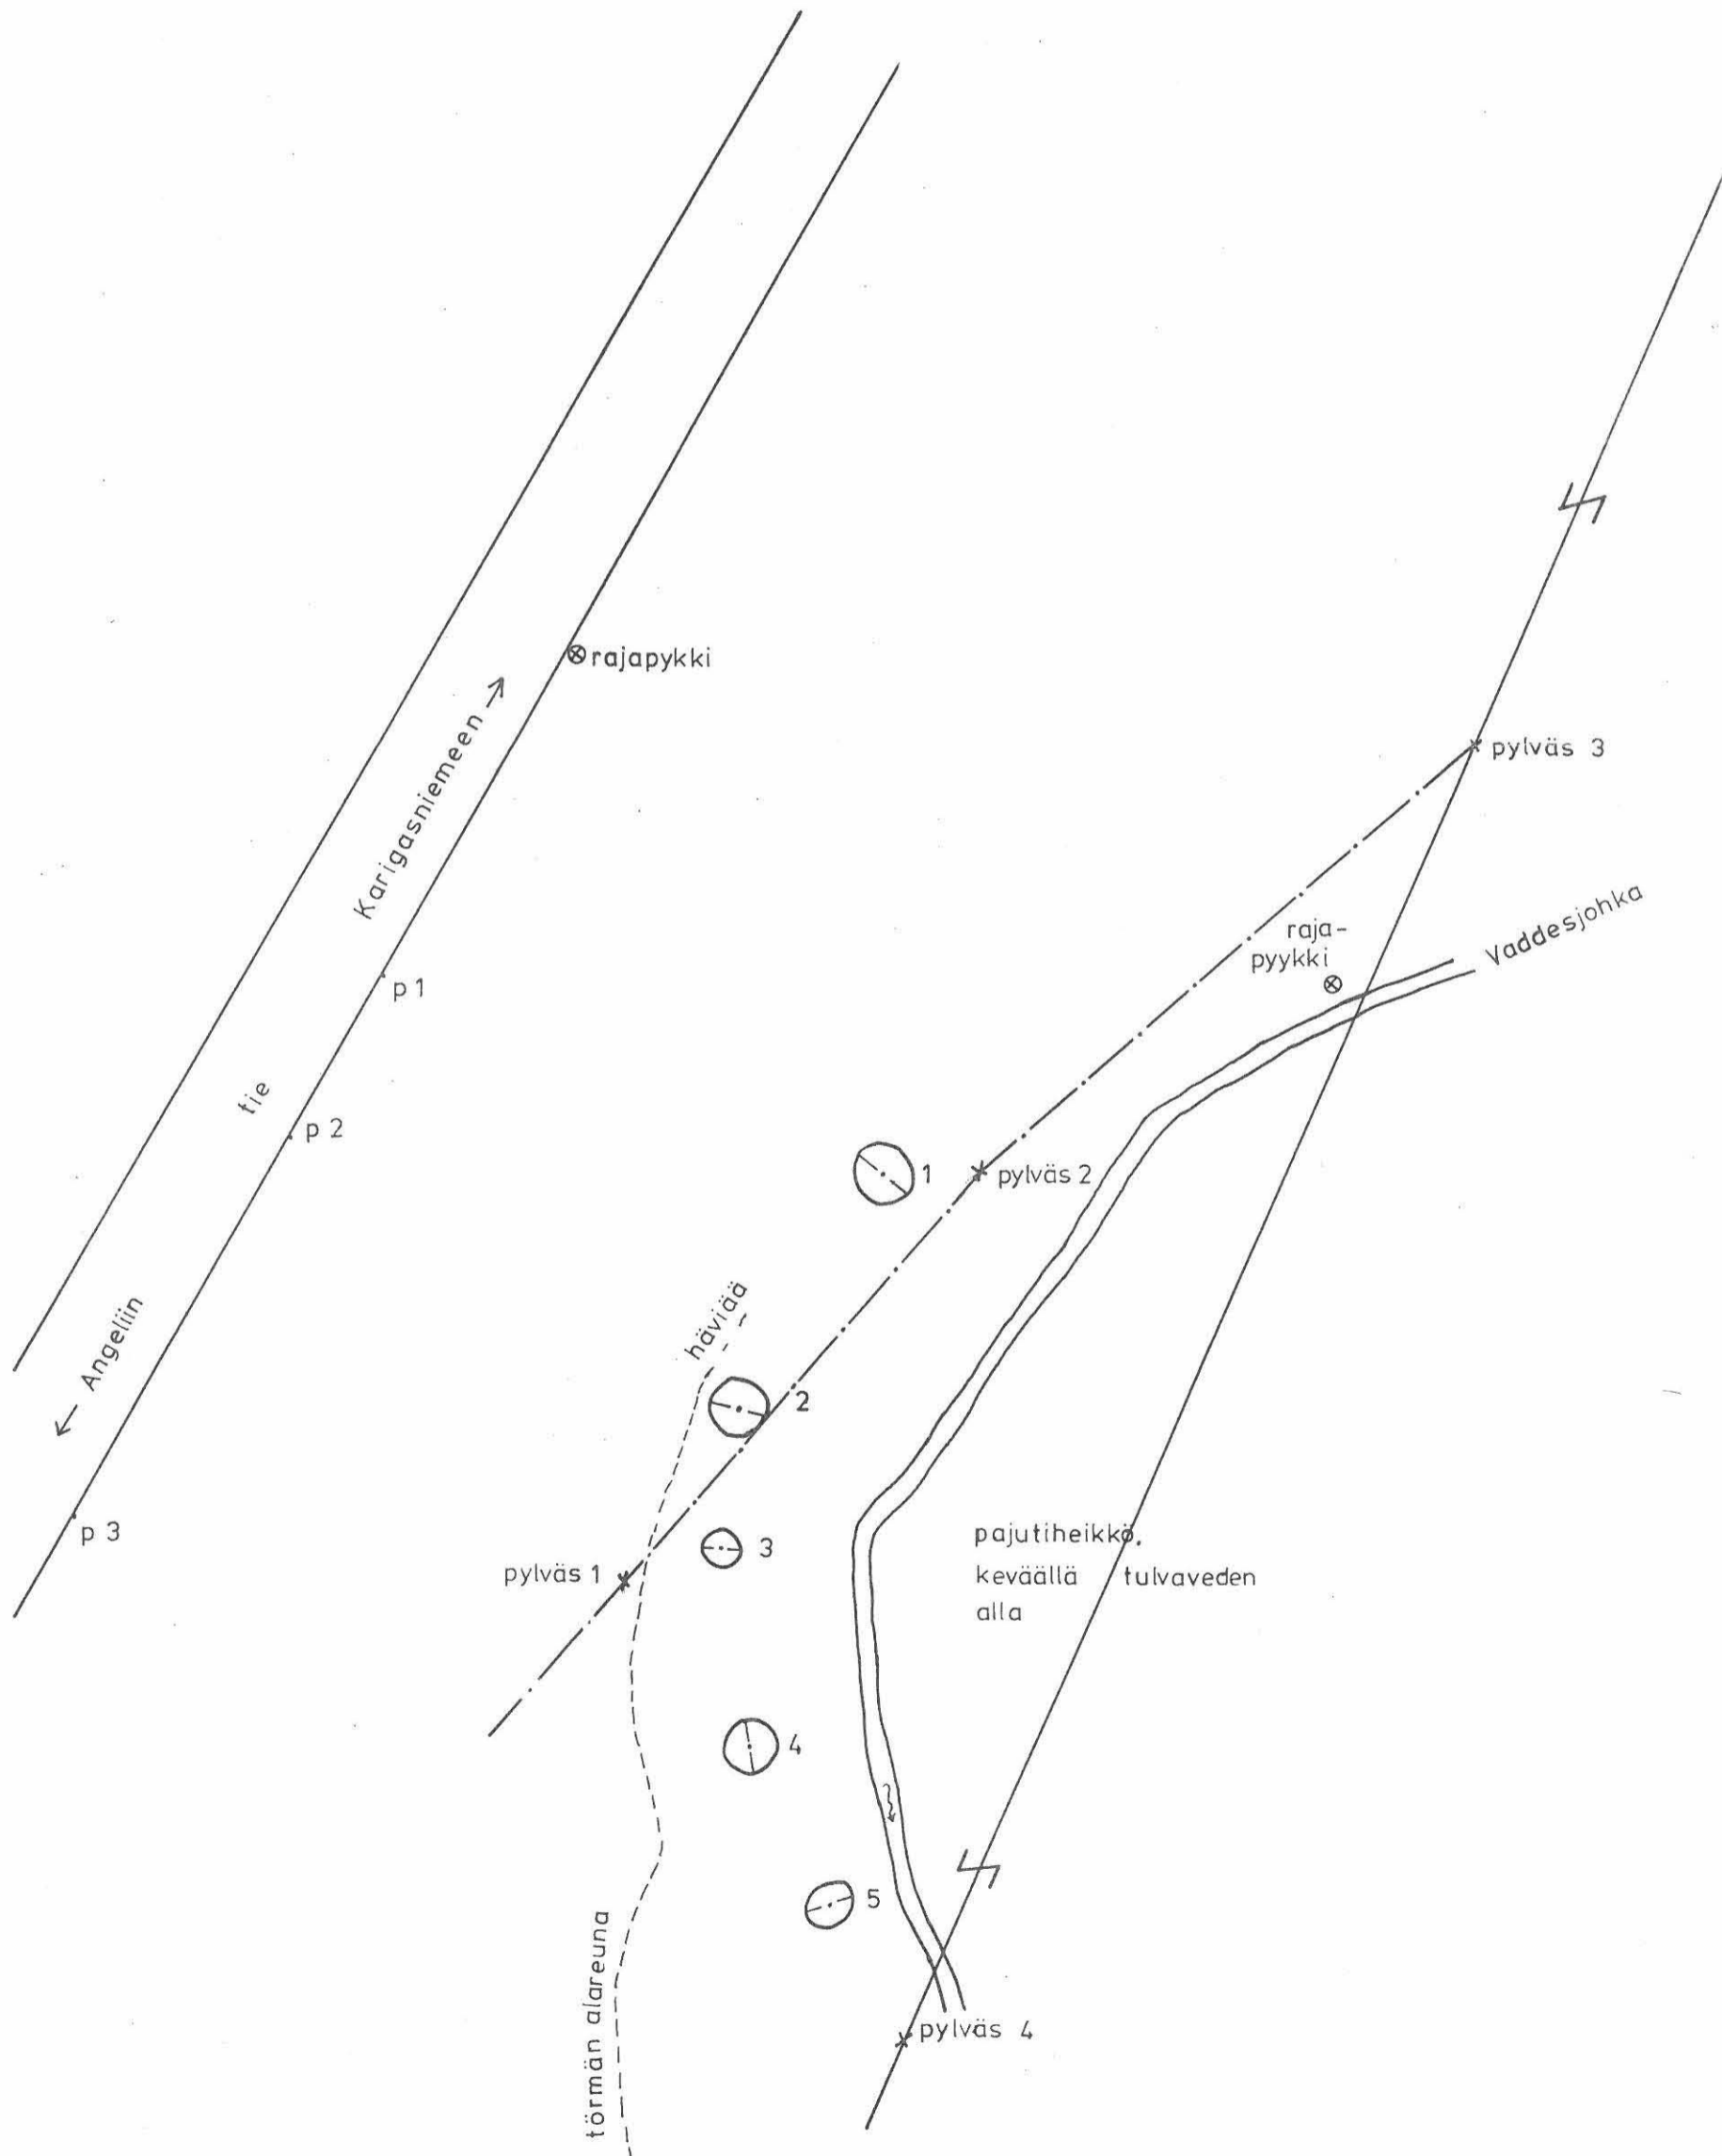 rajapykki
Karigasniemeen
pylväs 3
raja-
pyykki
Vaddesjohka
p 1
tie
p 2
1
pylväs 2
Angeliin
häviää
2
p 3
3
pylväs 1
pajutiheikkö,
keväällä tulvaveden
alla
4
5
törmän alareuna
pylväs 4